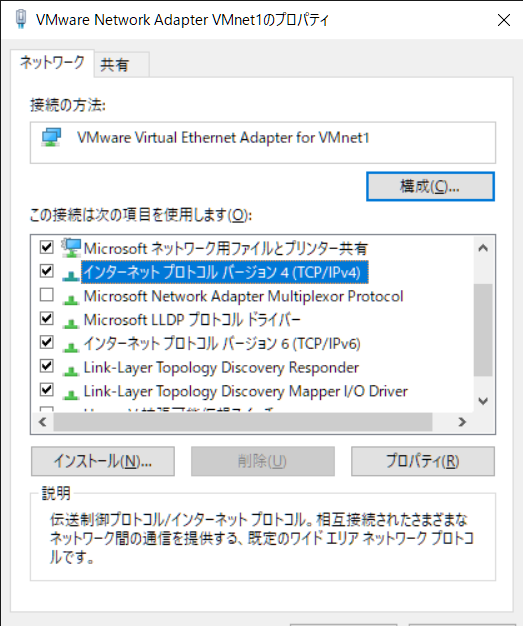 VMware Network Adapter VMnet1のプロパティ
ネットワーク
共有
接続の方法:
VMware Virtual Ethernet Adapter for VMnet1
構成(C)...
この接続は次の項目を使用します(O):
Microsoft ネットワーク用ファイルとプリンター共有
インターネット プロトコル バージョン 4 (TCP/IPv4)
Microsoft Network Adapter Multiplexor Protocol
Microsoft LLDP プロトコル ドライバー
インターネット プロトコル バージョン 6 (TCP/IPv6)
Link-Layer Topology Discovery Responder
Link-Layer Topology Discovery Mapper I/O Driver
インストール(N)...
削除(U)
プロパティ(R)
説明
伝送制御プロトコル/インターネット プロトコル。相互接続されたさまざまな
ネットワーク間の通信を提供する、既定のワイド エリア ネットワーク プロトコ
ルです。